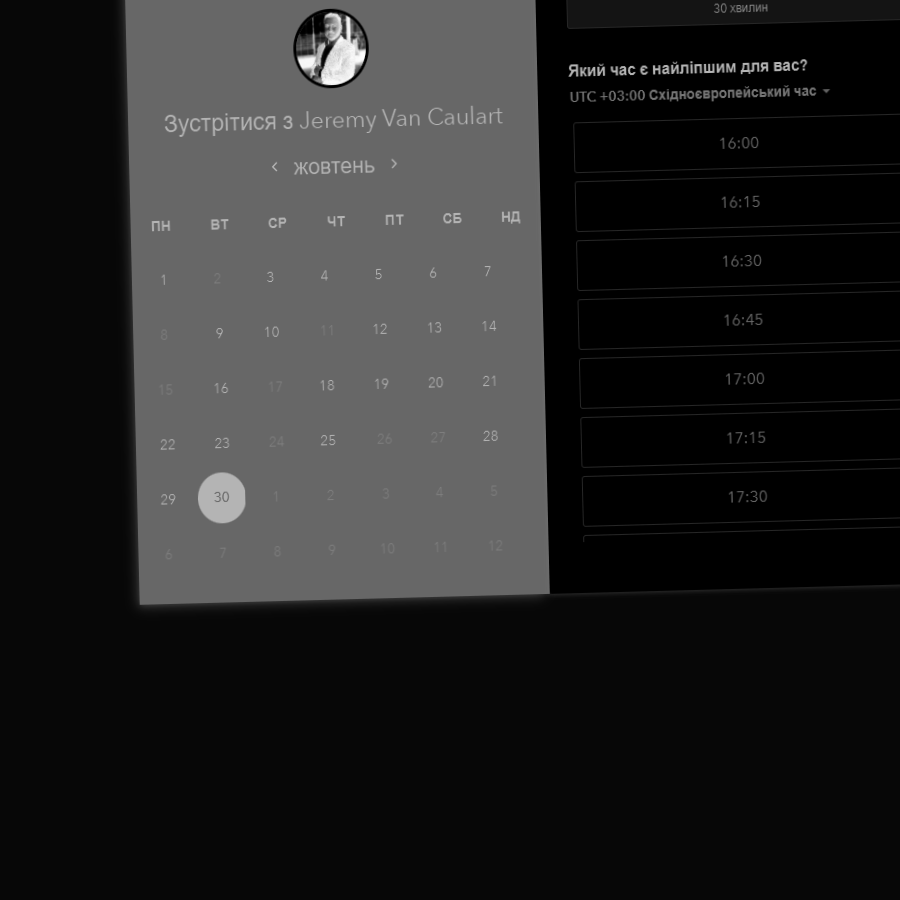 Зустрітися з Jeremy Van Caulart
жовтень
ПН ВТ СР ЧТ ПТ СБ НД
1 2 3 4 5 6 7
8 9 10 11 12 13 14
15 16 17 18 19 20 21
22 23 24 25 26 27 28
29 30 1 2 3 4 5
6 7 8 9 10 11 12
30 хвилин
Який час є найліпшим для вас?
UTC +03:00 Східноєвропейський час
16:00
16:15
16:30
16:45
17:00
17:15
17:30